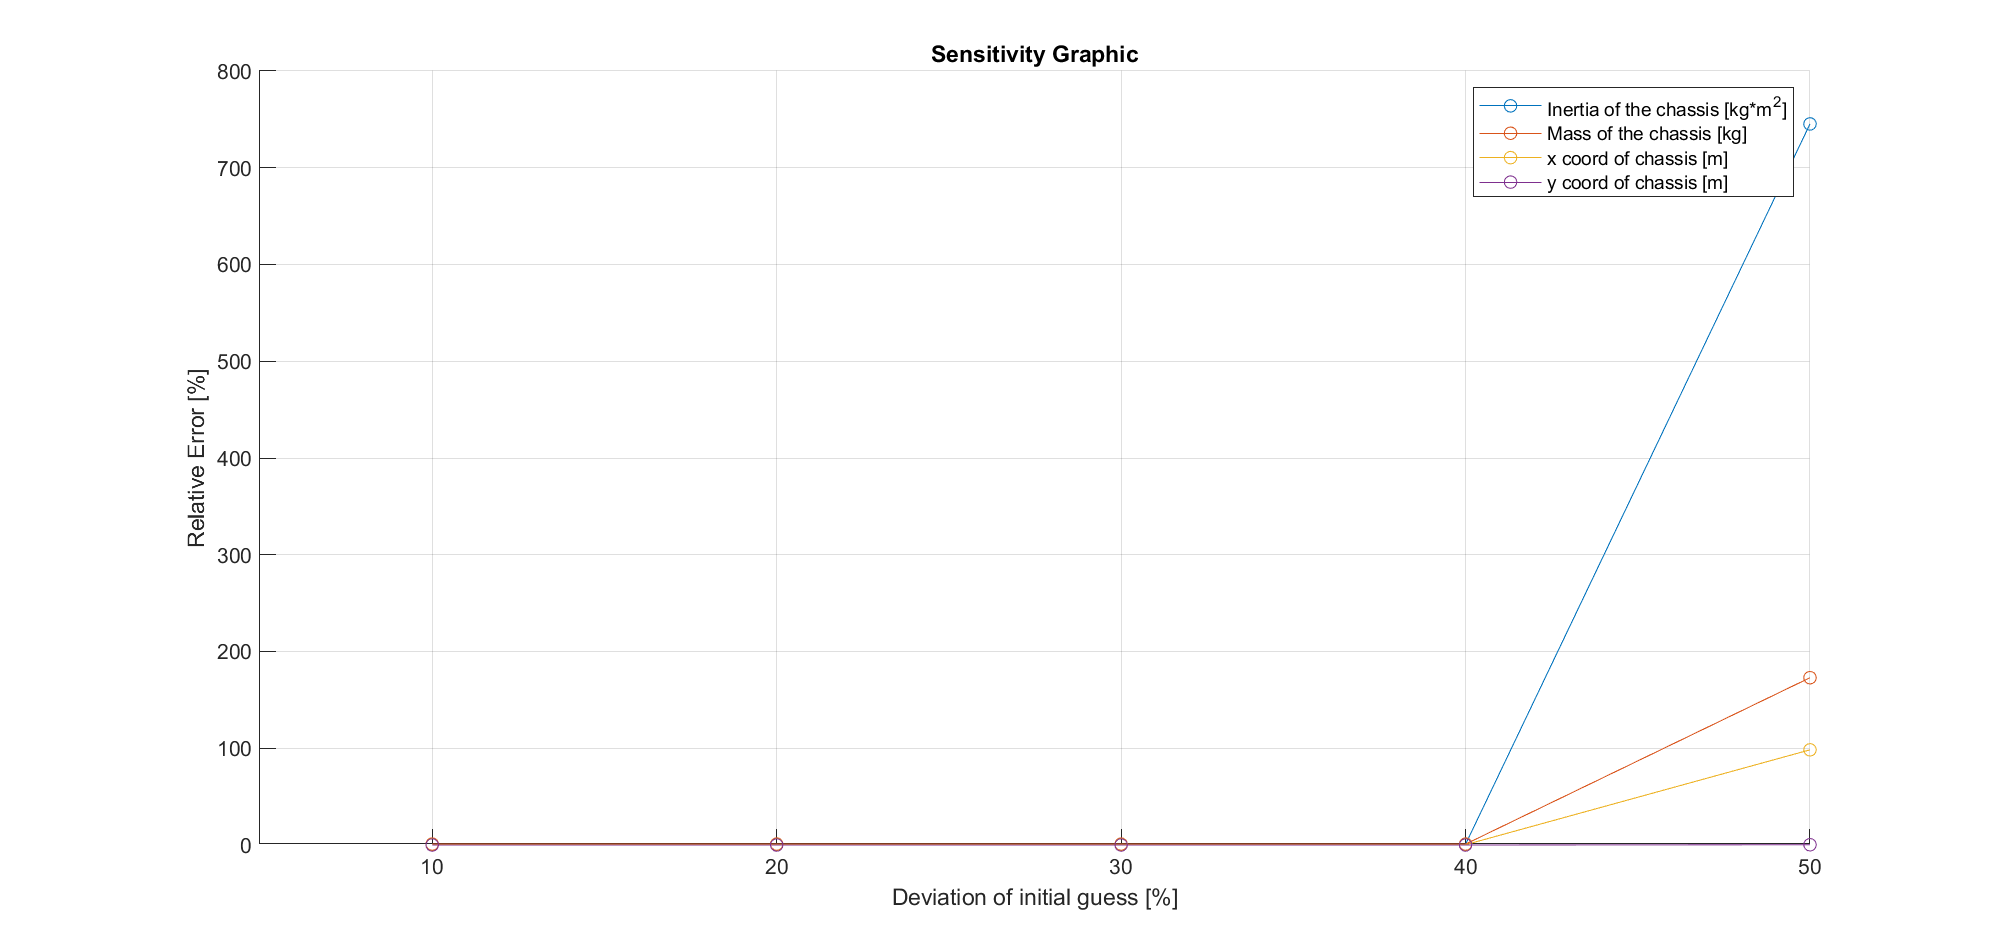 Sensitivity Graphic
800
700
600
500
400
300
200
100
0
Relative Error [%]
Inertia of the chassis [kg*m²]
Mass of the chassis [kg]
x coord of chassis [m]
y coord of chassis [m]
10 20 30 40 50
Deviation of initial guess [%]